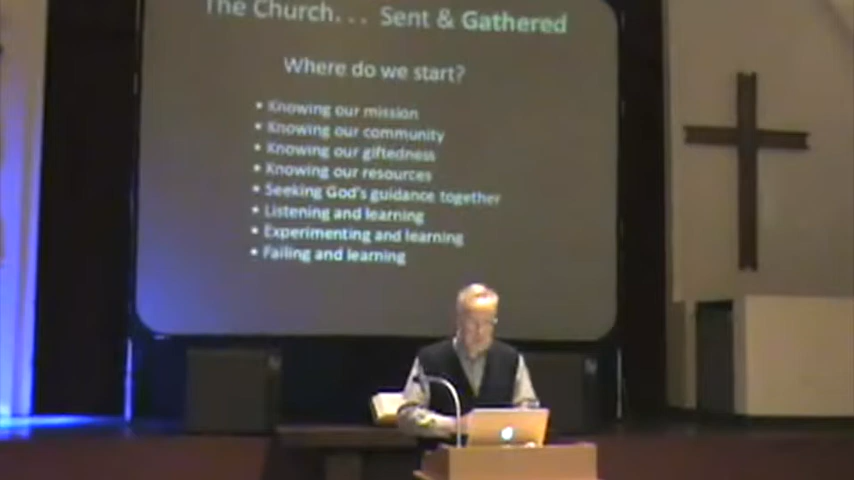 The Church... Sent & Gathered
Where do we start?
• Knowing our mission
• Knowing our community
• Knowing our giftedness
• Knowing our resources
• Seeking God's guidance together
• Listening and learning
• Experimenting and learning
• Failing and learning